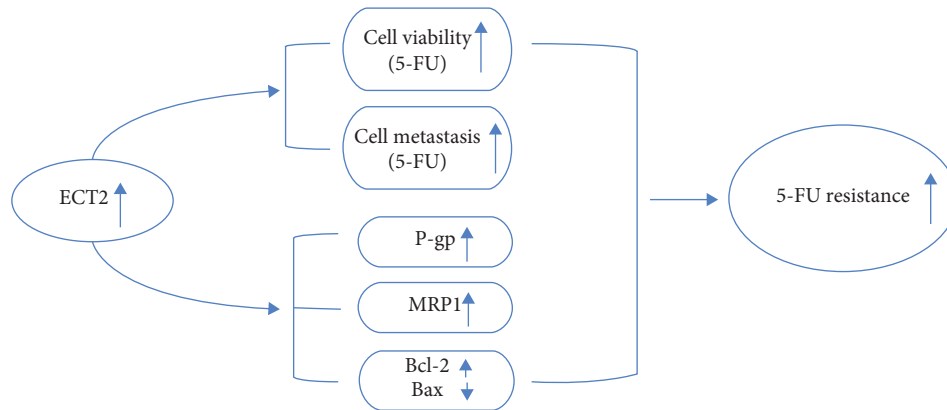 Cell viability
(5-FU)
Cell metastasis
(5-FU)
ECT2
P-gp
MRP1
Bcl-2
Bax
5-FU resistance